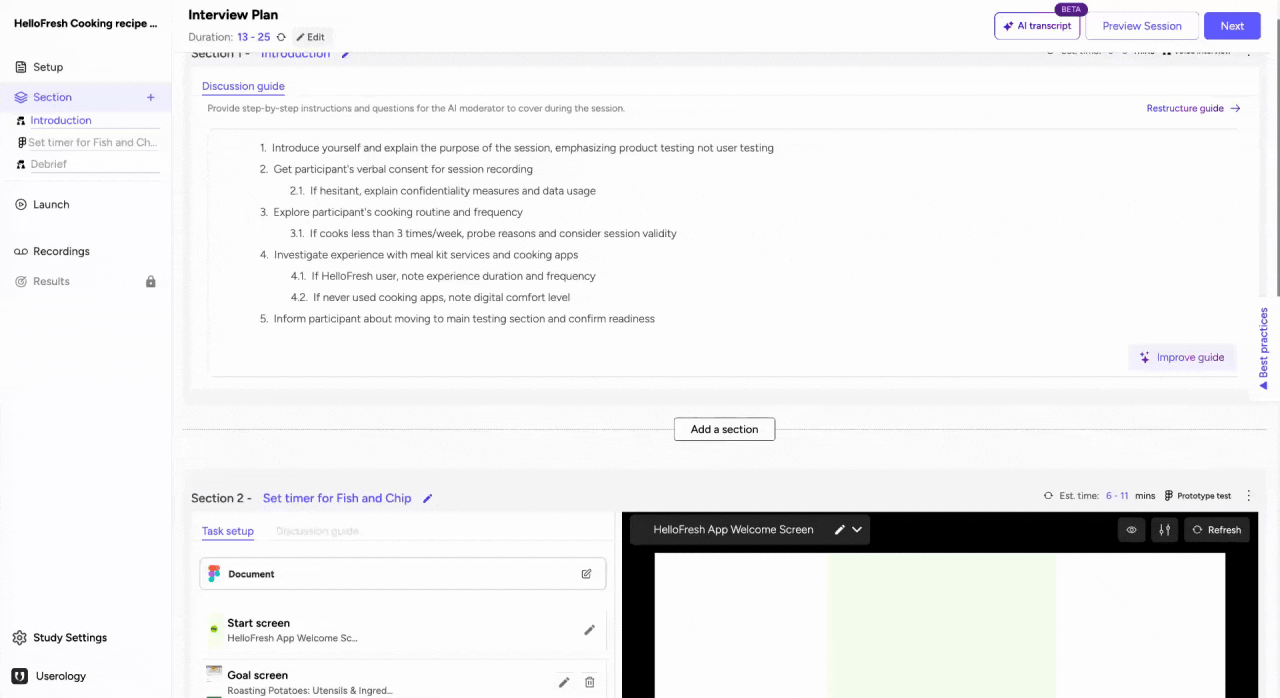 HelloFresh Cooking recipe ...
Setup
Section +
Introduction
Set timer for Fish and Ch...
Debrief
Launch
Recordings
Results
Study Settings
Userology
Interview Plan
Duration: 13 - 25 Edit
BETA
AI transcript
Preview Session
Next
Section 1 - Introduction
Discussion guide
Provide step-by-step instructions and questions for the AI moderator to cover during the session.
Restructure guide
1. Introduce yourself and explain the purpose of the session, emphasizing product testing not user testing
2. Get participant's verbal consent for session recording
2.1. If hesitant, explain confidentiality measures and data usage
3. Explore participant's cooking routine and frequency
3.1. If cooks less than 3 times/week, probe reasons and consider session validity
4. Investigate experience with meal kit services and cooking apps
4.1. If HelloFresh user, note experience duration and frequency
4.2. If never used cooking apps, note digital comfort level
5. Inform participant about moving to main testing section and confirm readiness
Improve guide
Best practices
Add a section
Section 2 - Set timer for Fish and Chip
Est. time: 6 - 11 mins Prototype test
Task setup
Discussion guide
Document
Start screen
HelloFresh App Welcome Sc...
Goal screen
Roasting Potatoes: Utensils & Ingred...
HelloFresh App Welcome Screen
Refresh